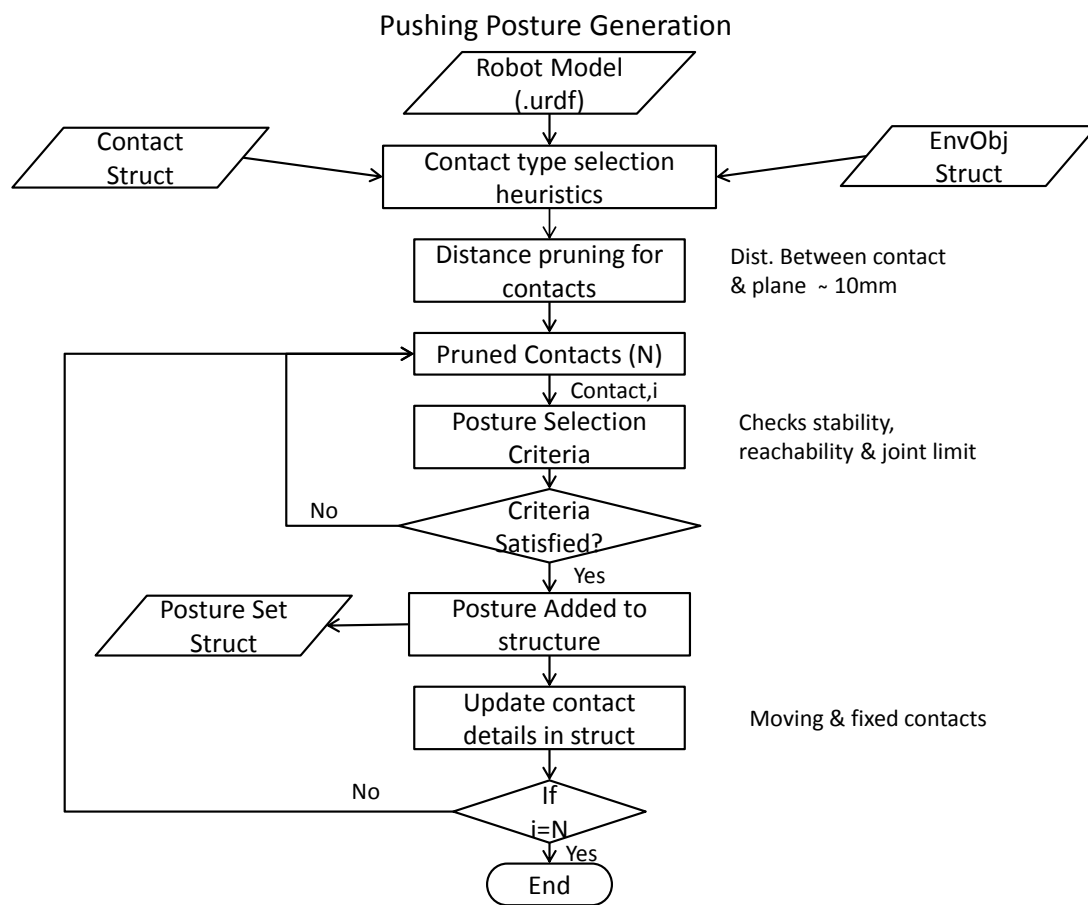 Pushing Posture Generation
Robot Model
(.urdf)
Contact
Struct
EnvObj
Struct
Contact type selection
heuristics
Distance pruning for
contacts
Dist. Between contact
& plane ~ 10mm
Pruned Contacts (N)
Contact,i
Posture Selection
Criteria
Checks stability,
reachability & joint limit
No
Criteria
Satisfied?
Yes
Posture Set
Struct
Posture Added to
structure
Update contact
details in struct
Moving & fixed contacts
No
If
i=N
Yes
End